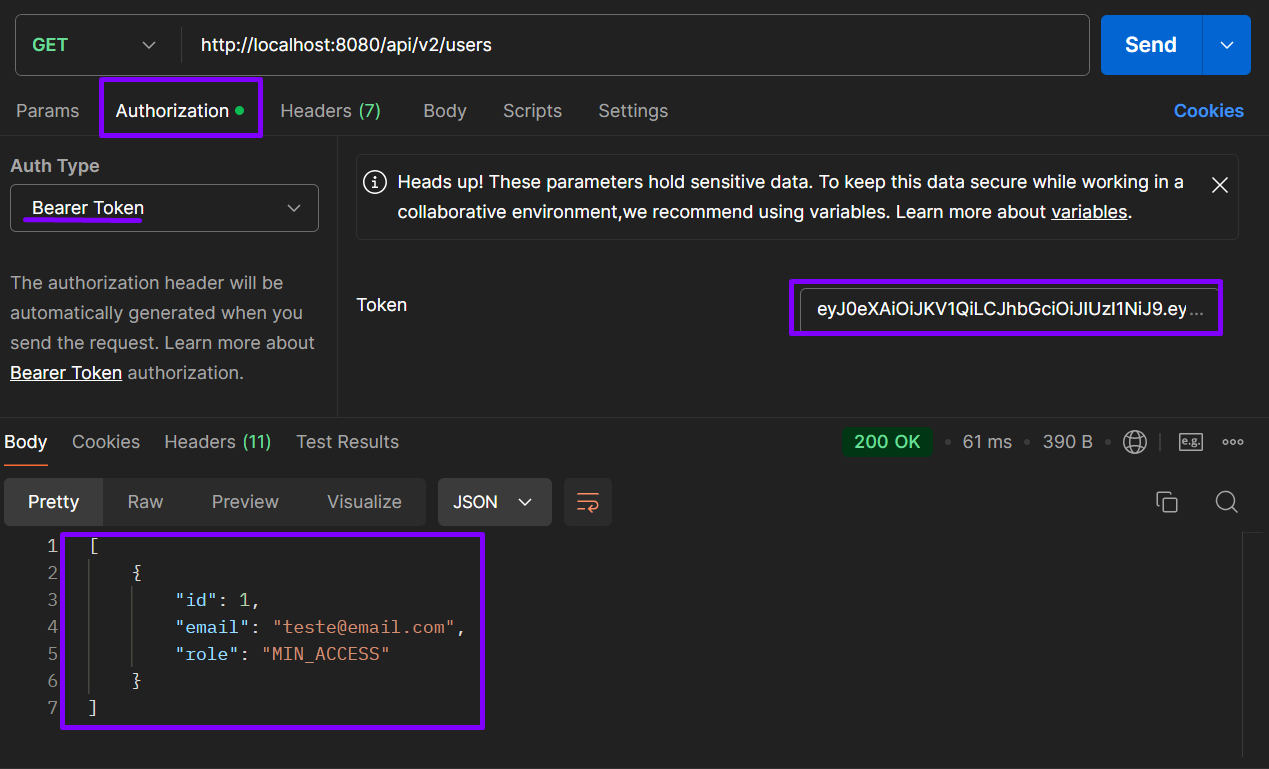 GET http://localhost:8080/api/v2/users Send
Params Authorization Headers (7) Body Scripts Settings Cookies
Auth Type
Bearer Token
The authorization header will be
automatically generated when you
send the request. Learn more about
Bearer Token authorization.
Heads up! These parameters hold sensitive data. To keep this data secure while working in a
collaborative environment,we recommend using variables. Learn more about variables.
Token eyJ0eXAiOiJKV1QiLCJhbGciOiJIUzI1NiJ9.ey...
Body Cookies Headers (11) Test Results 200 OK 61 ms 390 B e.g.
Pretty Raw Preview Visualize JSON
1 [
2 {
3 "id": 1,
4 "email": "teste@email.com",
5 "role": "MIN_ACCESS"
6 }
7 ]